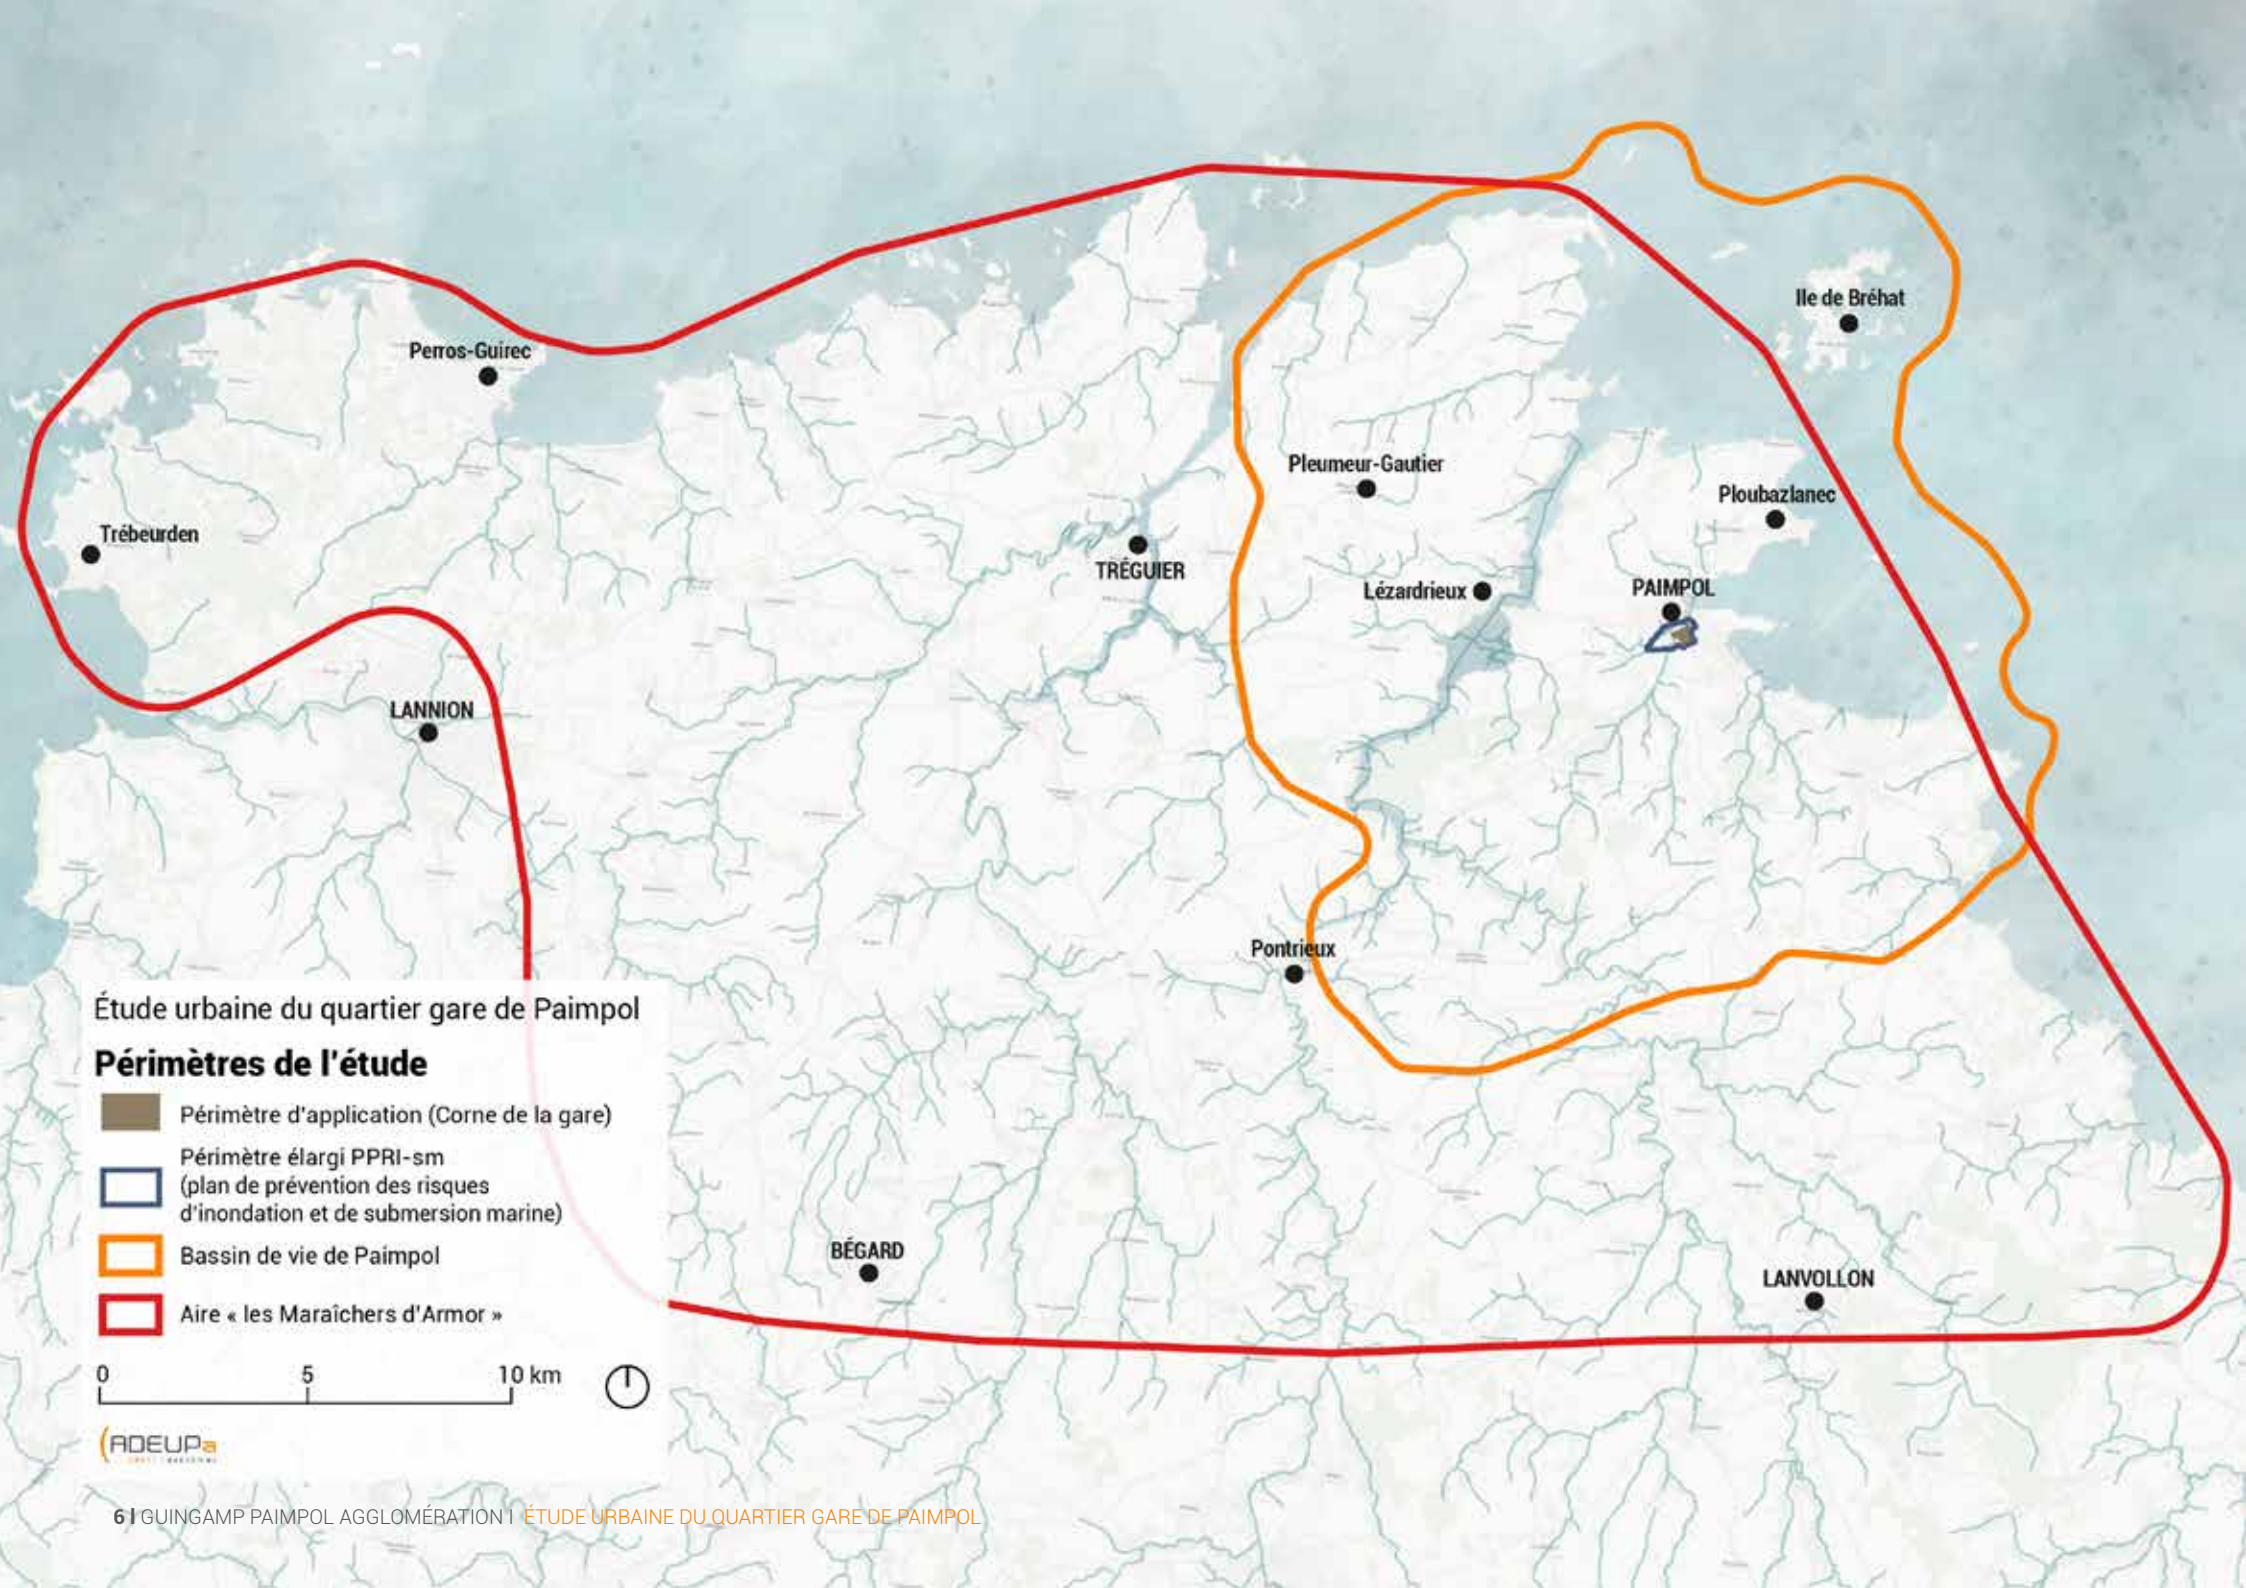 Ile de Bréhat
Perros-Guirec
Pleumeur-Gautier
Ploubazlanec
Trébeurden
TRÉGUIER
Lézardrieux
PAIMPOL
LANNION
Pontrieux
BÉGARD
LANVOLLON
Étude urbaine du quartier gare de Paimpol
Périmètres de l'étude
Périmètre d'application (Corne de la gare)
Périmètre élargi PPRI-sm
(plan de prévention des risques
d'inondation et de submersion marine)
Bassin de vie de Paimpol
Aire « les Maraîchers d'Armor »
0 5 10 km
ADEUPa
6 I GUINGAMP PAIMPOL AGGLOMÉRATION I ÉTUDE URBAINE DU QUARTIER GARE DE PAIMPOL